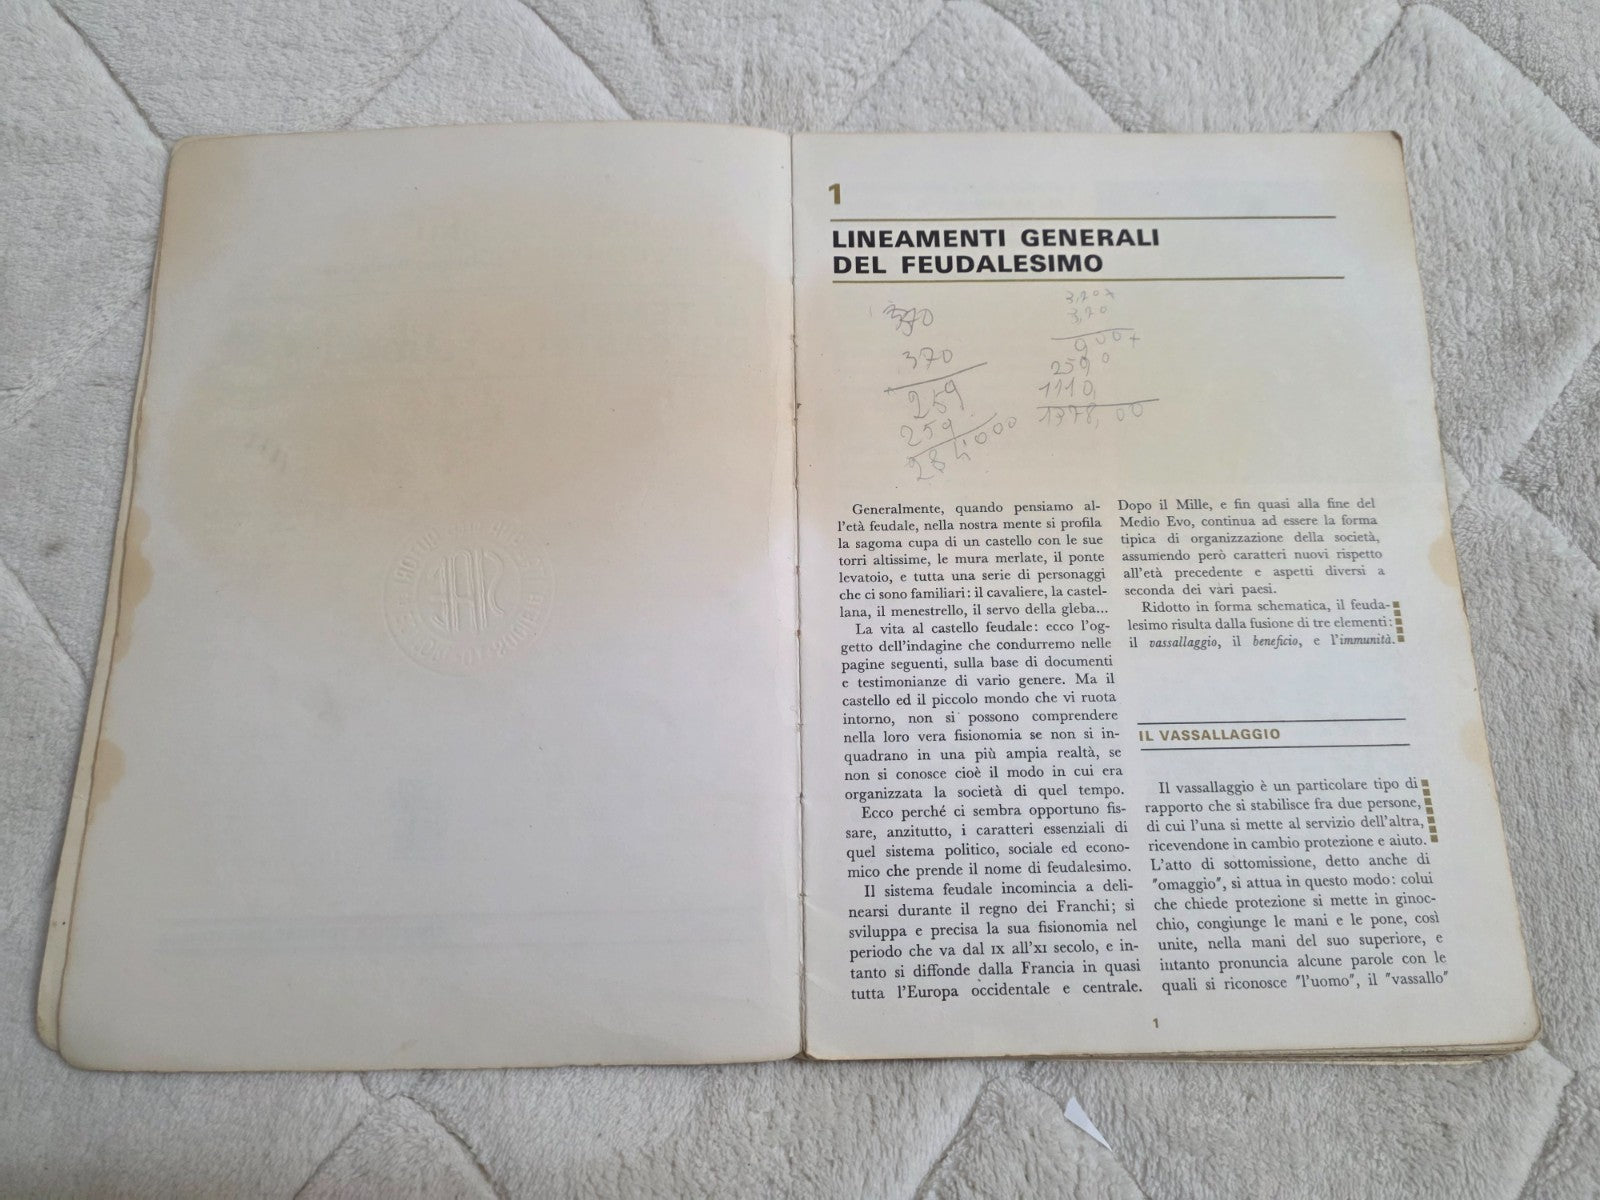 1
LINEAMENTI GENERALI
DEL FEUDALESIMO
370
370
259
259
284000
3,70+
3,70
900+
2590
1110,
1378,00
Generalmente, quando pensiamo al-
l'età feudale, nella nostra mente si profila
la sagoma cupa di un castello con le sue
torri altissime, le mura merlate, il ponte
levatoio, e tutta una serie di personaggi
che ci sono familiari: il cavaliere, la castel-
lana, il menestrello, il servo della gleba...
La vita al castello feudale: ecco l'og-
getto dell'indagine che condurremo nelle
pagine seguenti, sulla base di documenti
e testimonianze di vario genere. Ma il
castello ed il piccolo mondo che vi ruota
intorno, non si possono comprendere
nella loro vera fisionomia se non si in-
quadrano in una più ampia realtà, se
non si conosce cioè il modo in cui era
organizzata la società di quel tempo.
Ecco perché ci sembra opportuno fis-
sare, anzitutto, i caratteri essenziali di
quel sistema politico, sociale ed econo-
mico che prende il nome di feudalesimo.
Il sistema feudale incomincia a deli-
nearsi durante il regno dei Franchi; si
sviluppa e precisa la sua fisionomia nel
periodo che va dal IX all'XI secolo, e in-
tanto si diffonde dalla Francia in quasi
tutta l'Europa occidentale e centrale.
Dopo il Mille, e fin quasi alla fine del
Medio Evo, continua ad essere la forma
tipica di organizzazione della società,
assumendo però caratteri nuovi rispetto
all'età precedente e aspetti diversi a
seconda dei vari paesi.
Ridotto in forma schematica, il feuda-
lesimo risulta dalla fusione di tre elementi:
il vassallaggio, il beneficio, e l'immunità.
IL VASSALLAGGIO
Il vassallaggio è un particolare tipo di
rapporto che si stabilisce fra due persone,
di cui l'una si mette al servizio dell'altra,
ricevendone in cambio protezione e aiuto.
L'atto di sottomissione, detto anche di
"omaggio", si attua in questo modo: colui
che chiede protezione si mette in ginoc-
chio, congiunge le mani e le pone, così
unite, nella mani del suo superiore, e
intanto pronuncia alcune parole con le
quali si riconosce "l'uomo", il "vassallo"
1